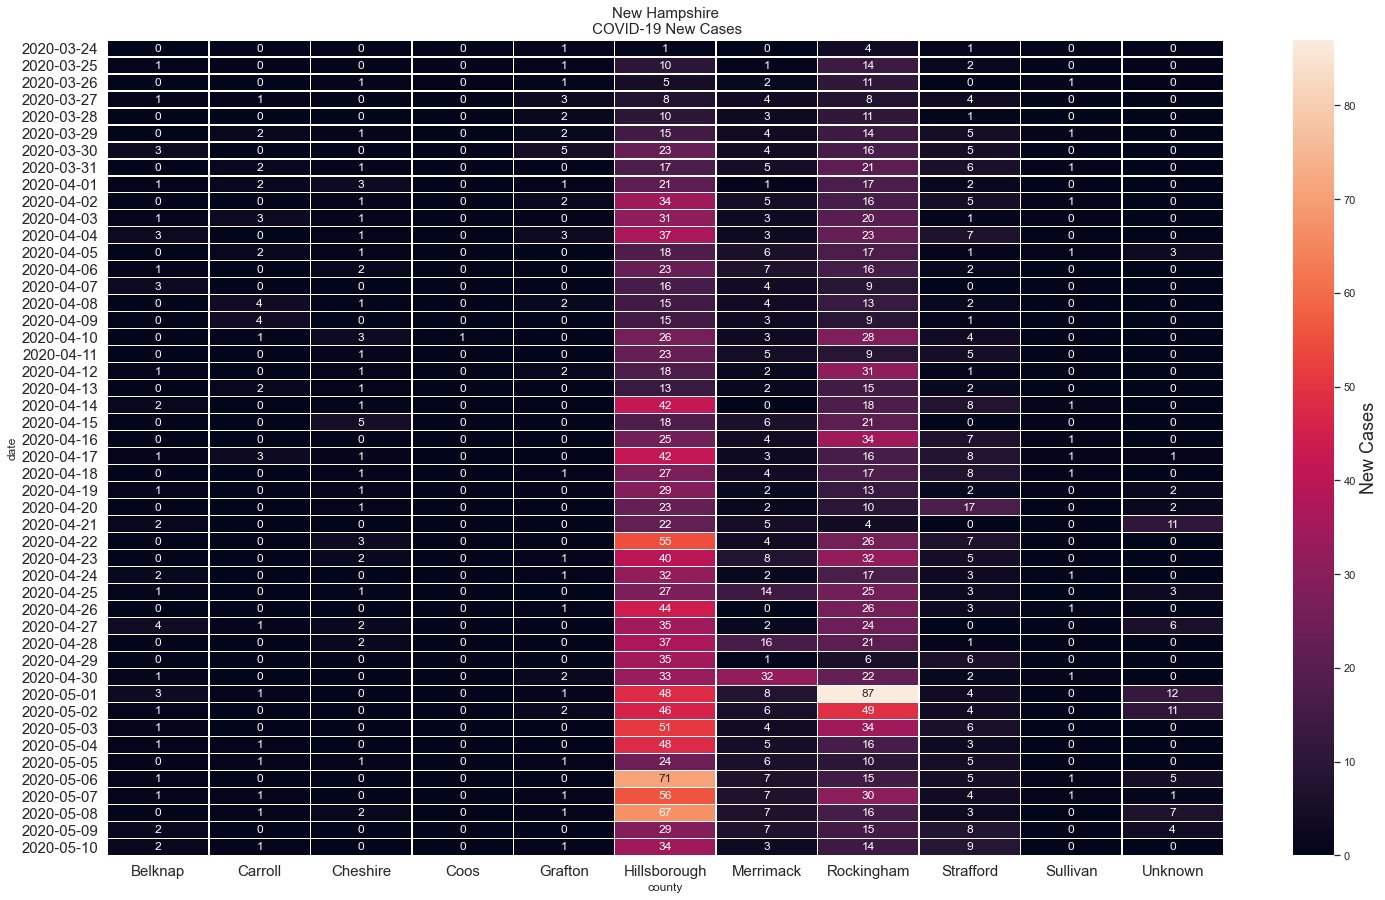 New Hampshire
COVID-19 New Cases
2020-03-24 0 0 0 0 1 1 0 4 1 0 0
2020-03-25 1 0 0 0 1 10 1 14 2 0 0
2020-03-26 0 0 1 0 1 5 2 11 0 1 0
2020-03-27 1 1 0 0 3 8 4 8 4 0 0
2020-03-28 0 0 0 0 2 10 3 11 1 0 0
2020-03-29 0 2 1 0 2 15 4 14 5 1 0
2020-03-30 3 0 0 0 5 23 4 16 5 0 0
2020-03-31 0 2 1 0 0 17 5 21 6 1 0
2020-04-01 1 2 3 0 1 21 1 17 2 0 0
2020-04-02 0 0 1 0 2 34 5 16 5 1 0
2020-04-03 1 3 1 0 0 31 3 20 1 0 0
2020-04-04 3 0 1 0 3 37 3 23 7 0 0
2020-04-05 0 2 1 0 0 18 6 17 1 1 3
2020-04-06 1 0 2 0 0 23 7 16 2 0 0
2020-04-07 3 0 0 0 0 16 4 9 0 0 0
2020-04-08 0 4 1 0 2 15 4 13 2 0 0
2020-04-09 0 4 0 0 0 15 3 9 1 0 0
2020-04-10 0 1 3 1 0 26 3 28 4 0 0
2020-04-11 0 0 1 0 0 23 5 9 5 0 0
2020-04-12 1 0 1 0 2 18 2 31 1 0 0
2020-04-13 0 2 1 0 0 13 2 15 2 0 0
2020-04-14 2 0 1 0 0 42 0 18 8 1 0
2020-04-15 0 0 5 0 0 18 6 21 0 0 0
2020-04-16 0 0 0 0 0 25 4 34 7 1 0
2020-04-17 1 3 1 0 0 42 3 16 8 1 1
2020-04-18 0 0 1 0 1 27 4 17 8 1 0
2020-04-19 1 0 1 0 0 29 2 13 2 0 2
2020-04-20 0 0 1 0 0 23 2 10 17 0 2
2020-04-21 2 0 0 0 0 22 5 4 0 0 11
2020-04-22 0 0 3 0 0 55 4 26 7 0 0
2020-04-23 0 0 2 0 1 40 8 32 5 0 0
2020-04-24 2 0 0 0 1 32 2 17 3 1 0
2020-04-25 1 0 1 0 0 27 14 25 3 0 3
2020-04-26 0 0 0 0 1 44 0 26 3 1 0
2020-04-27 4 1 2 0 0 35 2 24 0 0 6
2020-04-28 0 0 2 0 0 37 16 21 1 0 0
2020-04-29 0 0 0 0 0 35 1 6 6 0 0
2020-04-30 1 0 0 0 2 33 32 22 2 1 0
2020-05-01 3 1 0 0 1 48 8 87 4 0 12
2020-05-02 1 0 0 0 2 46 6 49 4 0 11
2020-05-03 1 0 0 0 0 51 4 34 6 0 0
2020-05-04 1 1 0 0 0 48 5 16 3 0 0
2020-05-05 0 1 1 0 1 24 6 10 5 0 0
2020-05-06 1 0 0 0 0 71 7 15 5 1 5
2020-05-07 1 1 0 0 1 56 7 30 4 1 1
2020-05-08 0 1 2 0 1 67 7 16 3 0 7
2020-05-09 2 0 0 0 0 29 7 15 8 0 4
2020-05-10 2 1 0 0 1 34 3 14 9 0 0
Belknap Carroll Cheshire Coos Grafton Hillsborough Merrimack Rockingham Strafford Sullivan Unknown
county
date
80
70
60
50
40
30
20
10
0
New Cases